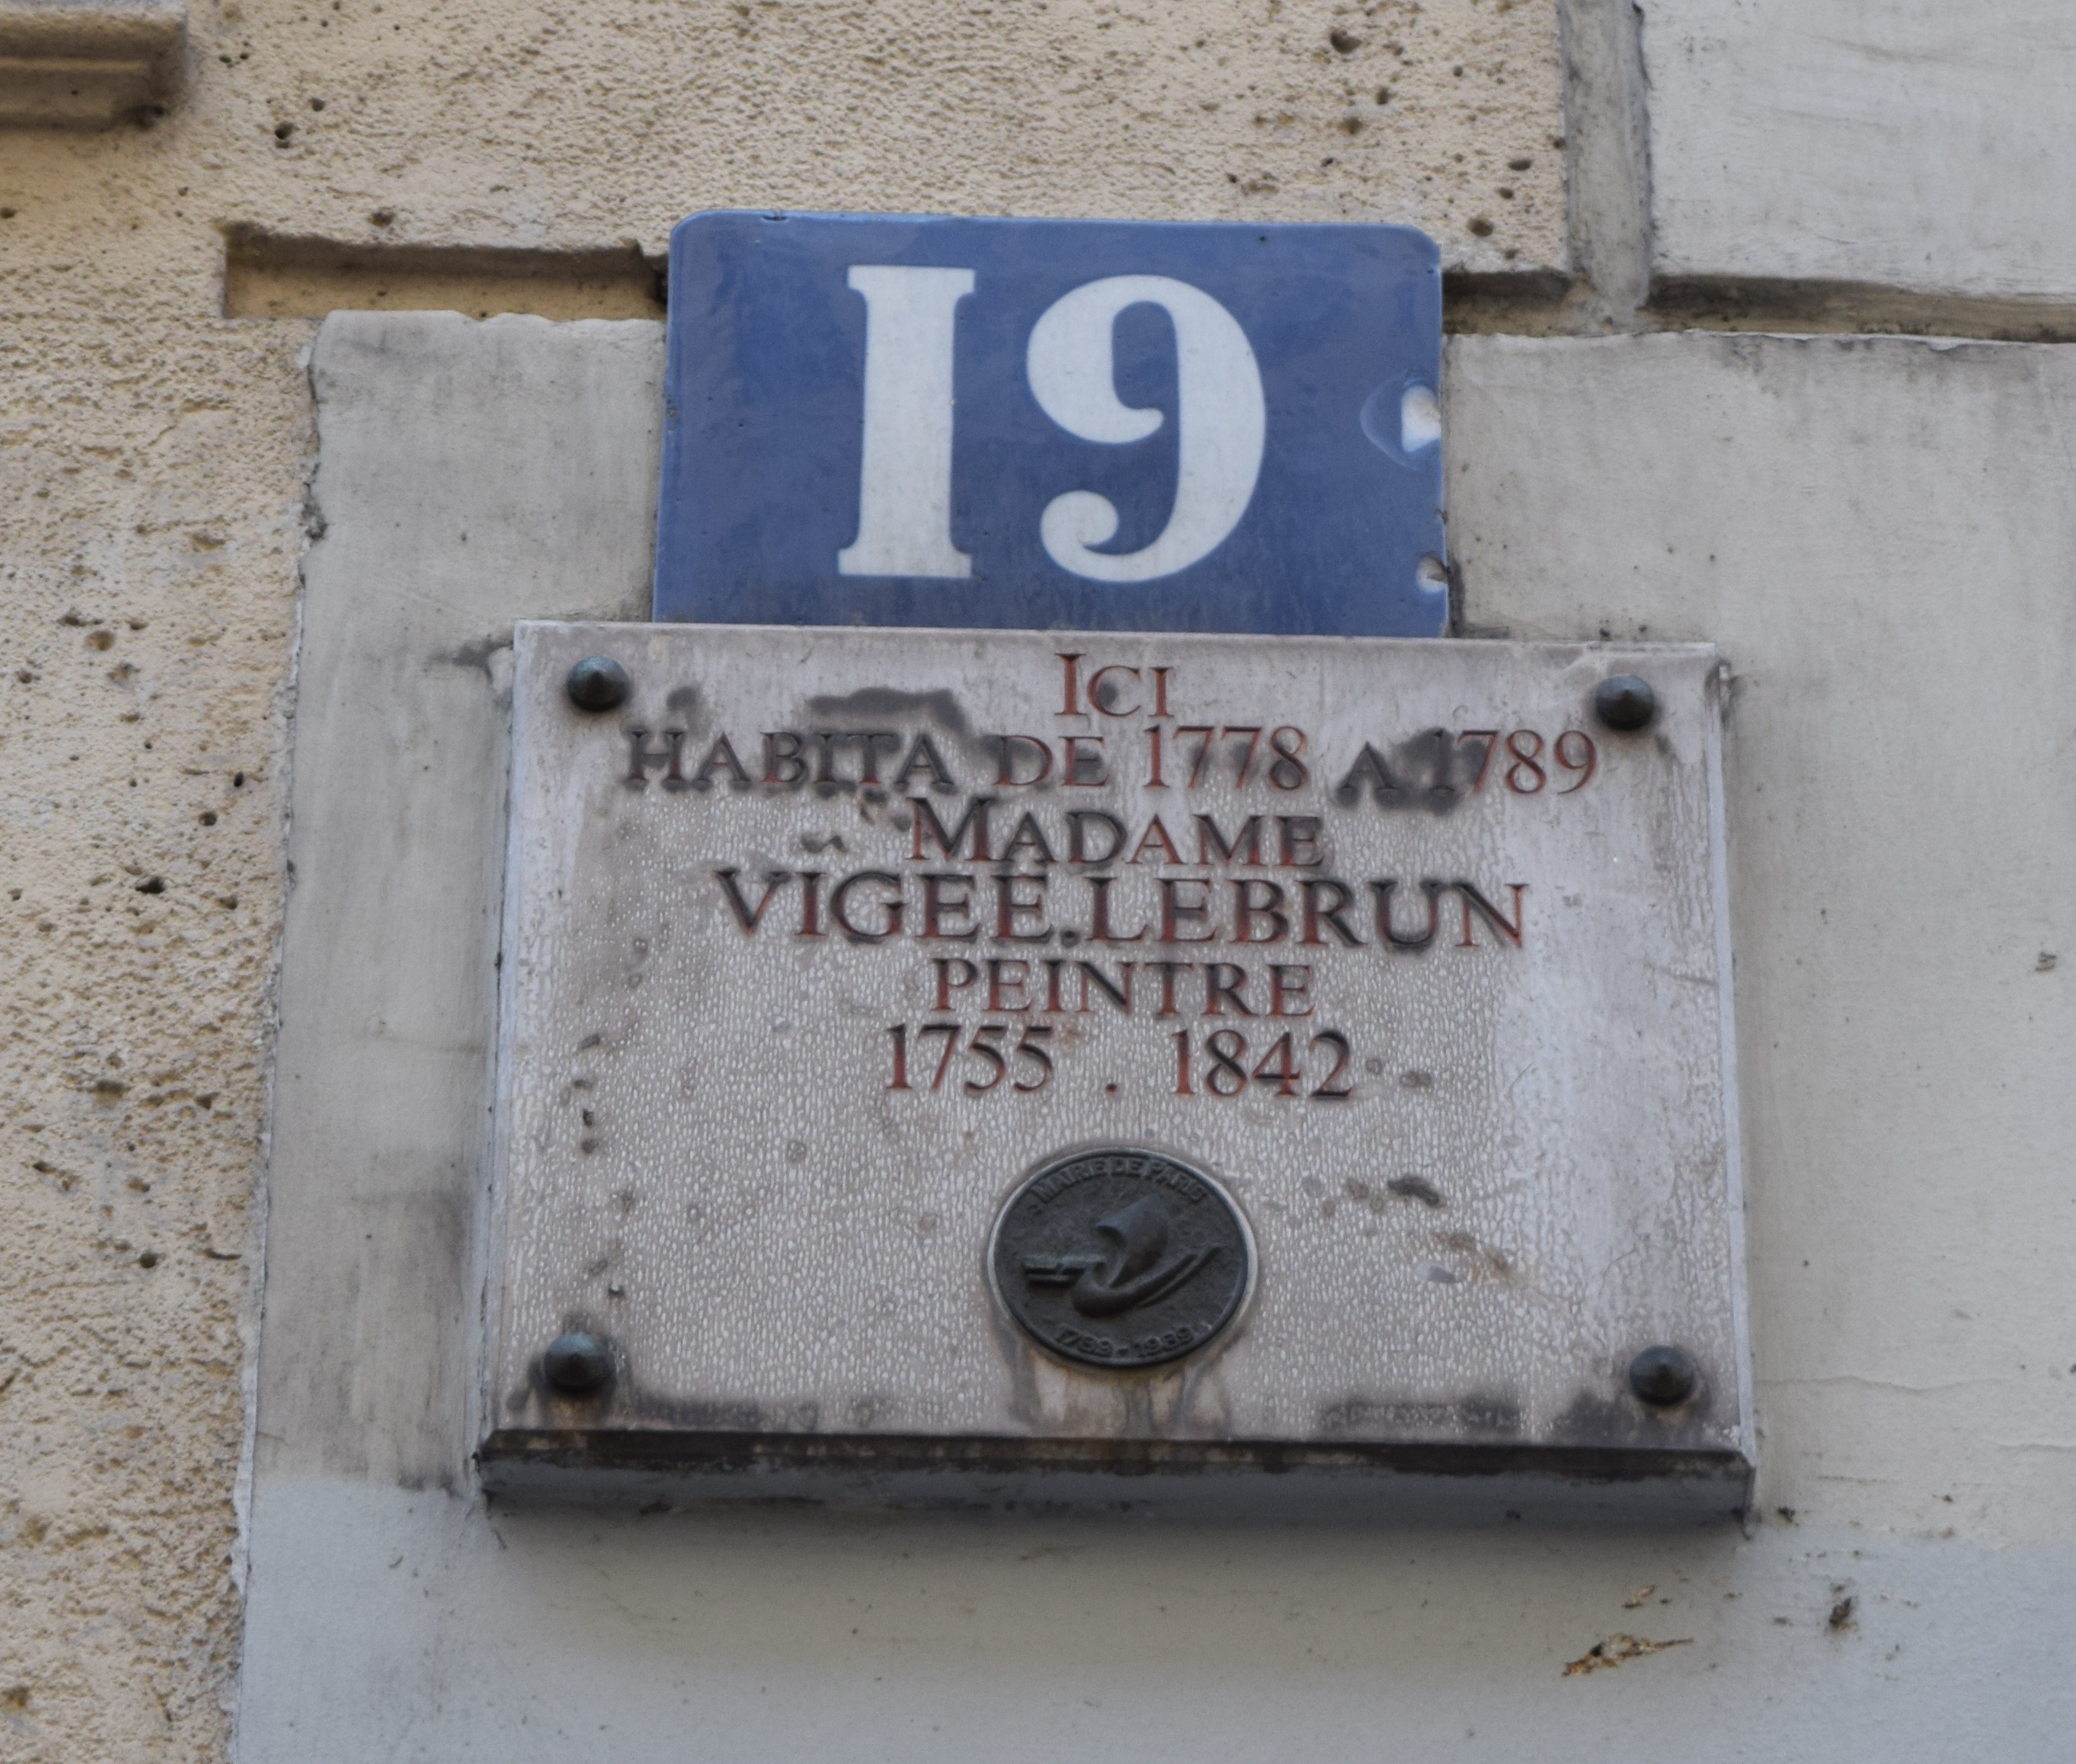 19
ICI
HABITA DE 1778 A 1789
MADAME
VIGEE.LEBRUN
PEINTRE
1755 . 1842
MAIRIE DE PARIS
1789-1989